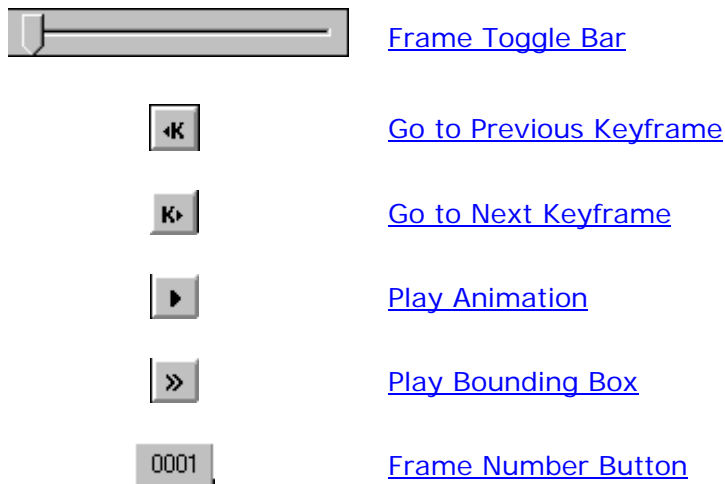 Frame Toggle Bar
K Go to Previous Keyframe
K Go to Next Keyframe
Play Animation
» Play Bounding Box
0001 Frame Number Button